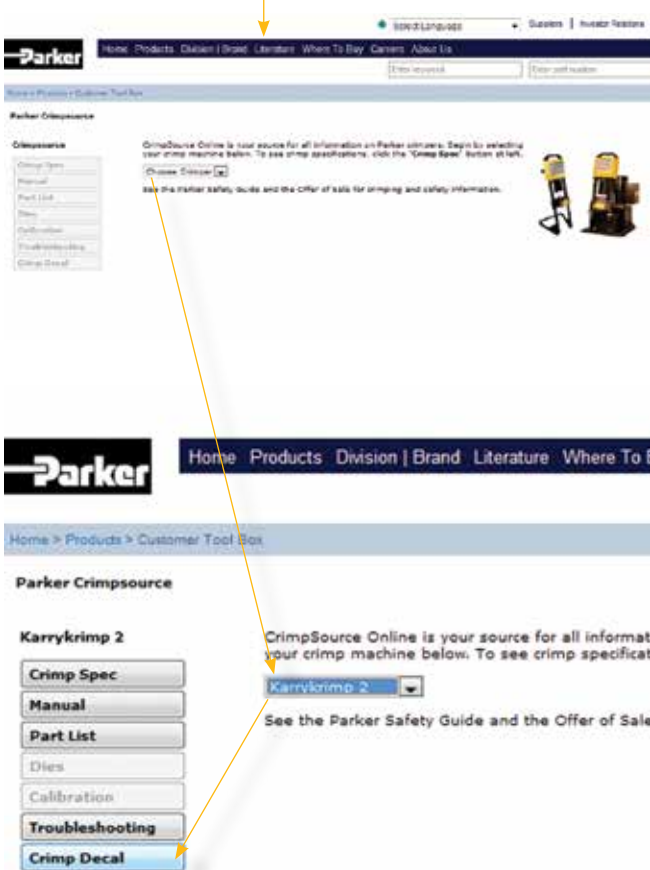 Select Language
Suppliers | Investor Relations
Parker
Home Products Division | Brand Literature Where To Buy Careers About Us
Enter keyword
Enter part number
Home > Products > Customer Tool Box
Parker Crimpsource
Crimpsource
CrimpSource Online is your source for all information on Parker crimpers. Begin by selecting
your crimp machine below. To see crimp specifications, click the "Crimp Spec" button at left.
Crimp Spec
Manual
Part List
Dies
Calibration
Troubleshooting
Crimp Decal
Choose Crimper
See the Parker Safety Guide and the Offer of Sale for crimping and safety information.
Parker
Home Products Division | Brand Literature Where To
Home > Products > Customer Tool Box
Parker Crimpsource
Karrykrimp 2
CrimpSource Online is your source for all informat
your crimp machine below. To see crimp specificat
Crimp Spec
Manual
Part List
Dies
Calibration
Troubleshooting
Crimp Decal
Karrykrimp 2
See the Parker Safety Guide and the Offer of Sale